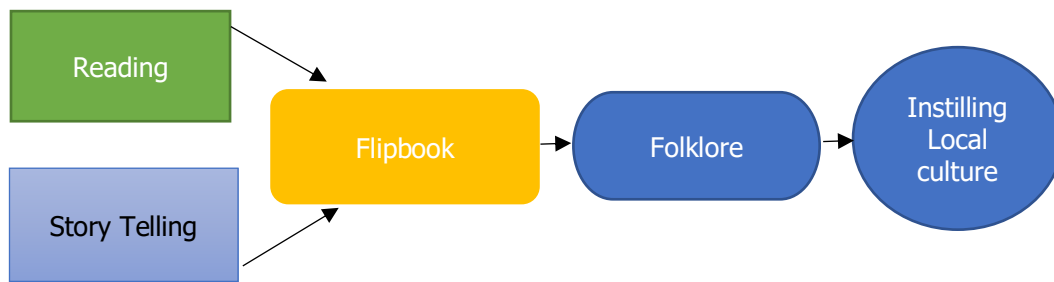 Reading
Story Telling
Flipbook
Folklore
Instilling
Local
culture